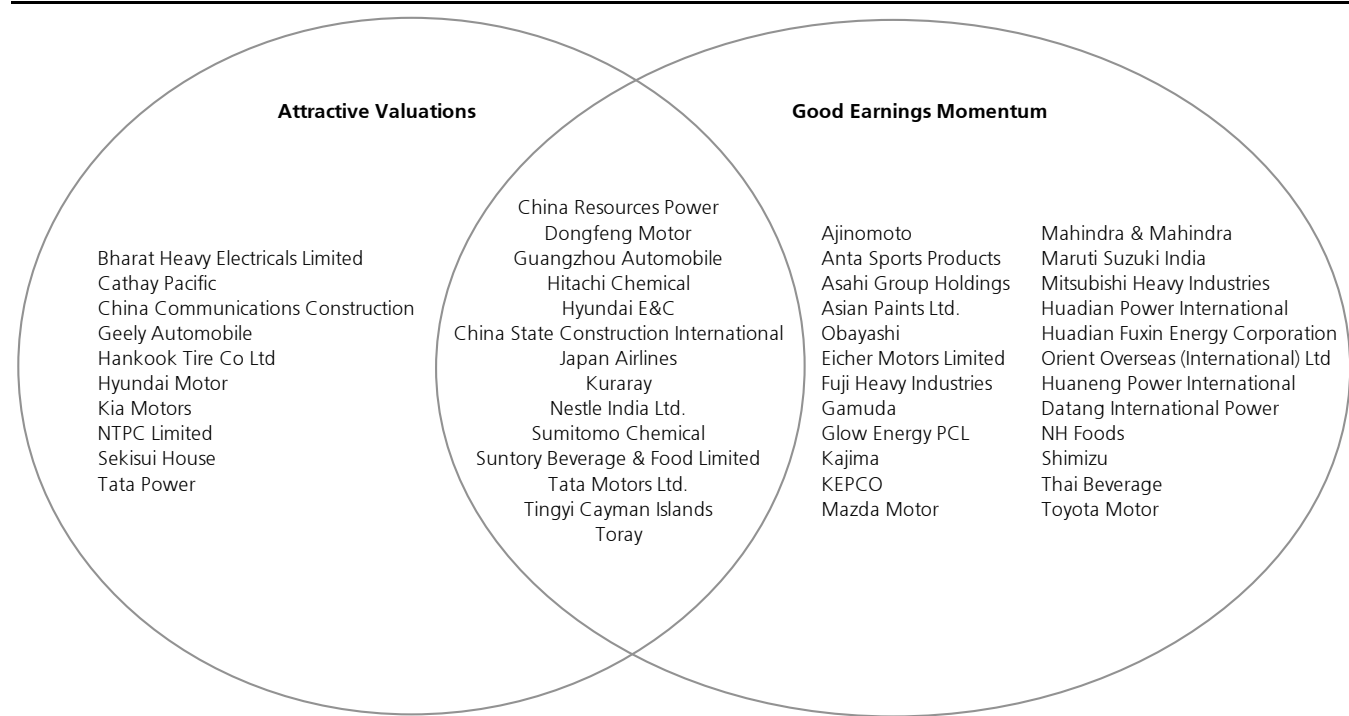 Attractive Valuations
Good Earnings Momentum
Bharat Heavy Electricals Limited
Cathay Pacific
China Communications Construction
Geely Automobile
Hankook Tire Co Ltd
Hyundai Motor
Kia Motors
NTPC Limited
Sekisui House
Tata Power
China Resources Power
Dongfeng Motor
Guangzhou Automobile
Hitachi Chemical
Hyundai E&C
China State Construction International
Japan Airlines
Kuraray
Nestle India Ltd.
Sumitomo Chemical
Suntory Beverage & Food Limited
Tata Motors Ltd.
Tingyi Cayman Islands
Toray
Ajinomoto
Anta Sports Products
Asahi Group Holdings
Asian Paints Ltd.
Obayashi
Eicher Motors Limited
Fuji Heavy Industries
Gamuda
Glow Energy PCL
Kajima
KEPCO
Mazda Motor
Mahindra & Mahindra
Maruti Suzuki India
Mitsubishi Heavy Industries
Huadian Power International
Huadian Fuxin Energy Corporation
Orient Overseas (International) Ltd
Huaneng Power International
Datang International Power
NH Foods
Shimizu
Thai Beverage
Toyota Motor